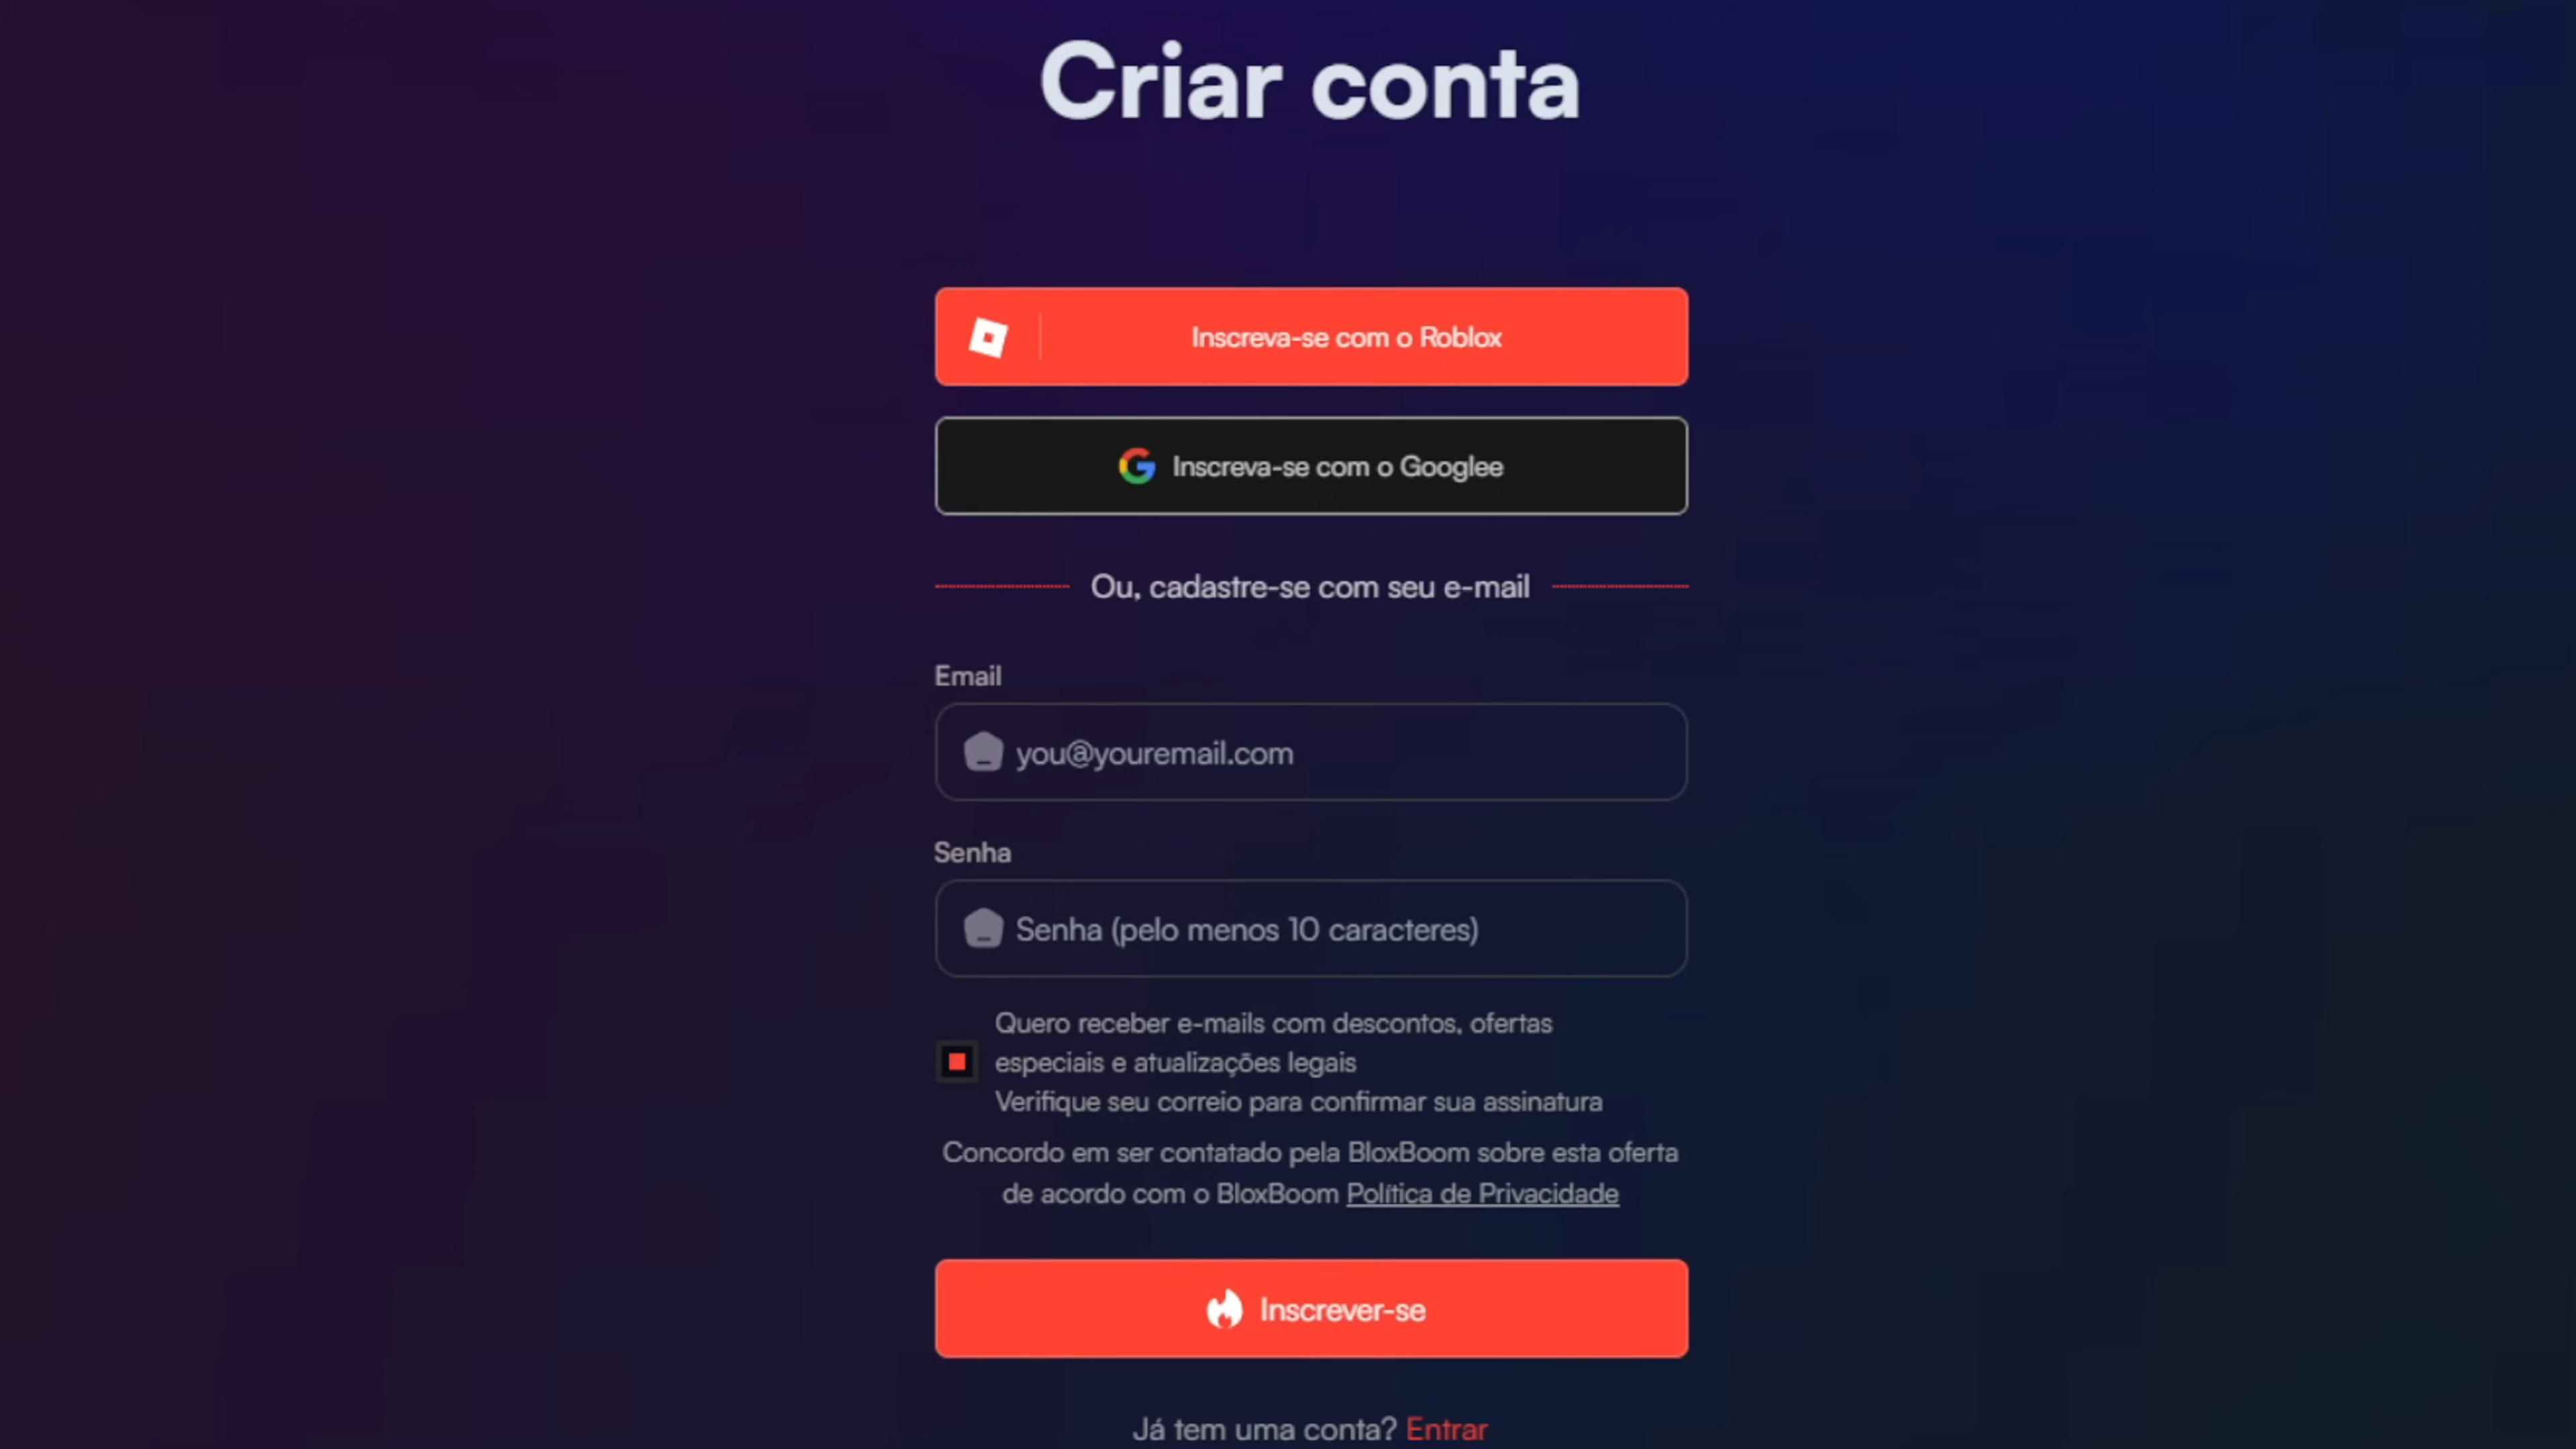 Criar conta
Inscreva-se com o Roblox
Inscreva-se com o Googlee
Ou, cadastre-se com seu e-mail
Email
you@youremail.com
Senha
Senha (pelo menos 10 caracteres)
Quero receber e-mails com descontos, ofertas
especiais e atualizações legais
Verifique seu correio para confirmar sua assinatura
Concordo em ser contatado pela BloxBoom sobre esta oferta
de acordo com o BloxBoom Política de Privacidade
Inscrever-se
Já tem uma conta? Entrar